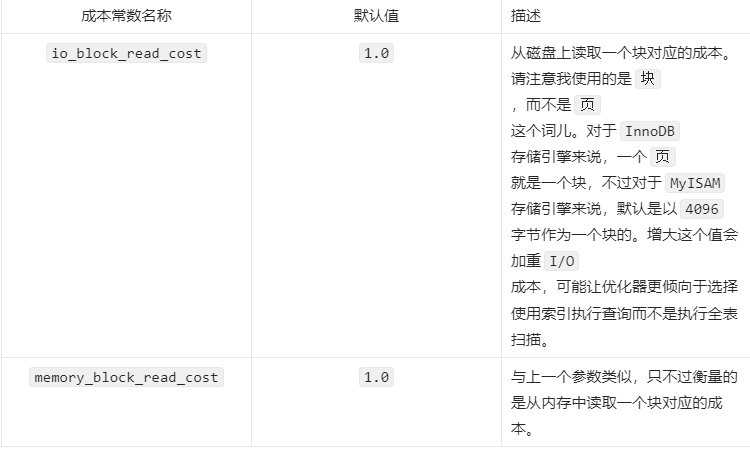 成本常数名称 默认值 描述
io_block_read_cost 1.0 从磁盘上读取一个块对应的成本。
请注意我使用的是 块
，而不是 页
这个词儿。对于 InnoDB
存储引擎来说，一个 页
就是一个块，不过对于 MyISAM
存储引擎来说，默认是以 4096
字节作为一个块的。增大这个值会
加重 I/O
成本，可能让优化器更倾向于选择
使用索引执行查询而不是执行全表
扫描。
memory_block_read_cost 1.0 与上一个参数类似，只不过衡量的
是从内存中读取一个块对应的成
本。